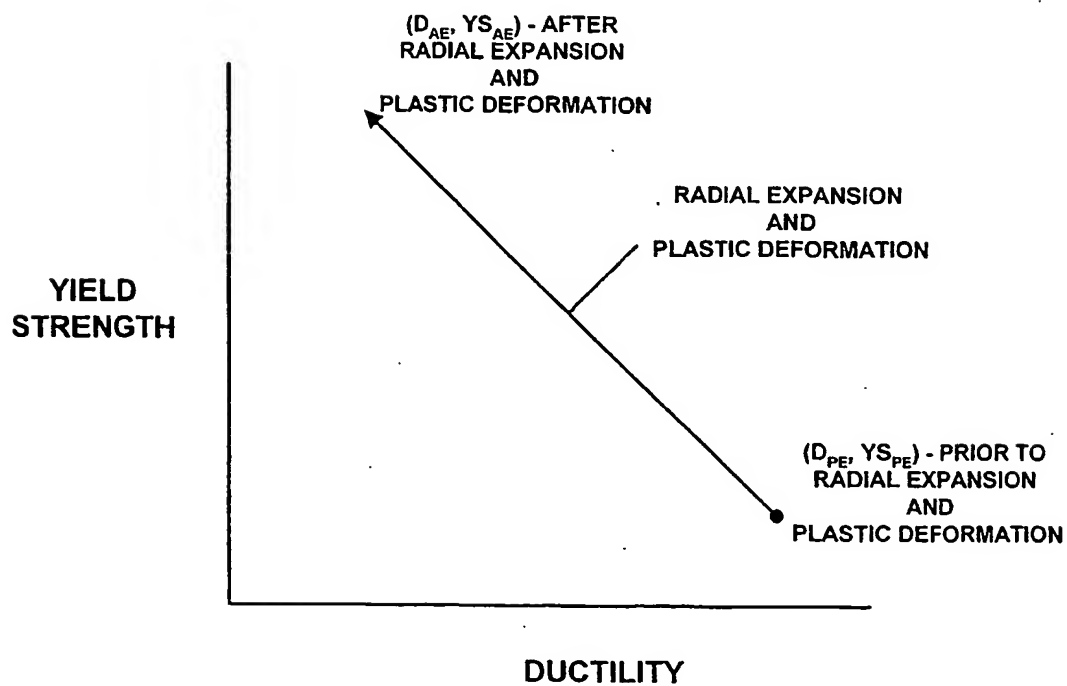 (D_AE, YS_AE) - AFTER
RADIAL EXPANSION
AND
PLASTIC DEFORMATION
RADIAL EXPANSION
AND
PLASTIC DEFORMATION
YIELD
STRENGTH
(D_PE, YS_PE) - PRIOR TO
RADIAL EXPANSION
AND
PLASTIC DEFORMATION
DUCTILITY